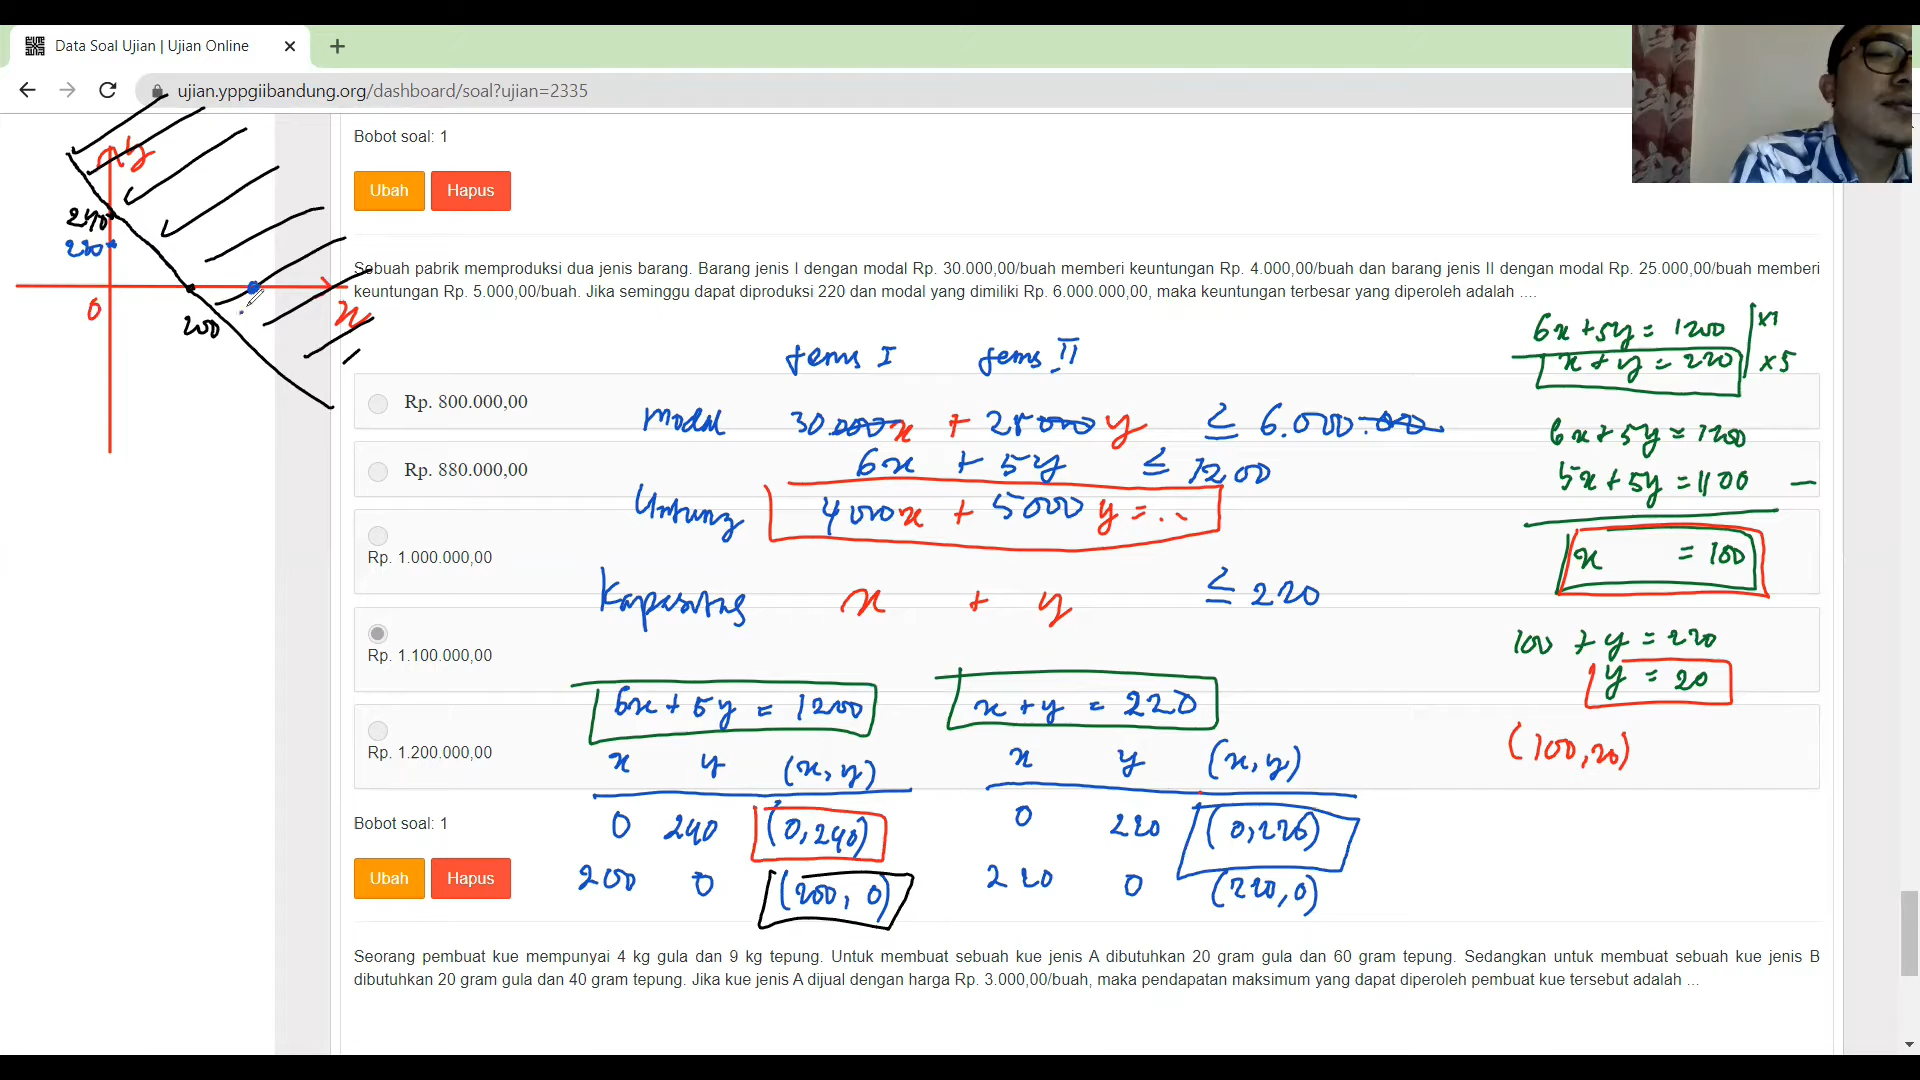 Data Soal Ujian | Ujian Online
ujian.yppgiibandung.org/dashboard/soal?ujian=2335
Bobot soal: 1
Ubah Hapus
y
240
220
0
200
x
Sebuah pabrik memproduksi dua jenis barang. Barang jenis I dengan modal Rp. 30.000,00/buah memberi keuntungan Rp. 4.000,00/buah dan barang jenis II dengan modal Rp. 25.000,00/buah memberi
keuntungan Rp. 5.000,00/buah. Jika seminggu dapat diproduksi 220 dan modal yang dimiliki Rp. 6.000.000,00, maka keuntungan terbesar yang diperoleh adalah ....
Rp. 800.000,00
Rp. 880.000,00
Rp. 1.000.000,00
Rp. 1.100.000,00
Rp. 1.200.000,00
Jenis I Jenis II
Modal 30.000x + 25000y ≤ 6.000.000
6x + 5y ≤ 1200
Untung 4000x + 5000y = ...
Kapasitas x + y ≤ 220
6x + 5y = 1200 x + y = 220
x y (x,y) x y (x,y)
0 240 (0,240) 0 220 (0,220)
200 0 (200,0) 220 0 (220,0)
6x + 5y = 1200 x1
x + y = 220 x5
6x + 5y = 1200
5x + 5y = 1100 –
x = 100
100 + y = 220
y = 20
(100,20)
Bobot soal: 1
Ubah Hapus
Seorang pembuat kue mempunyai 4 kg gula dan 9 kg tepung. Untuk membuat sebuah kue jenis A dibutuhkan 20 gram gula dan 60 gram tepung. Sedangkan untuk membuat sebuah kue jenis B
dibutuhkan 20 gram gula dan 40 gram tepung. Jika kue jenis A dijual dengan harga Rp. 3.000,00/buah, maka pendapatan maksimum yang dapat diperoleh pembuat kue tersebut adalah ...